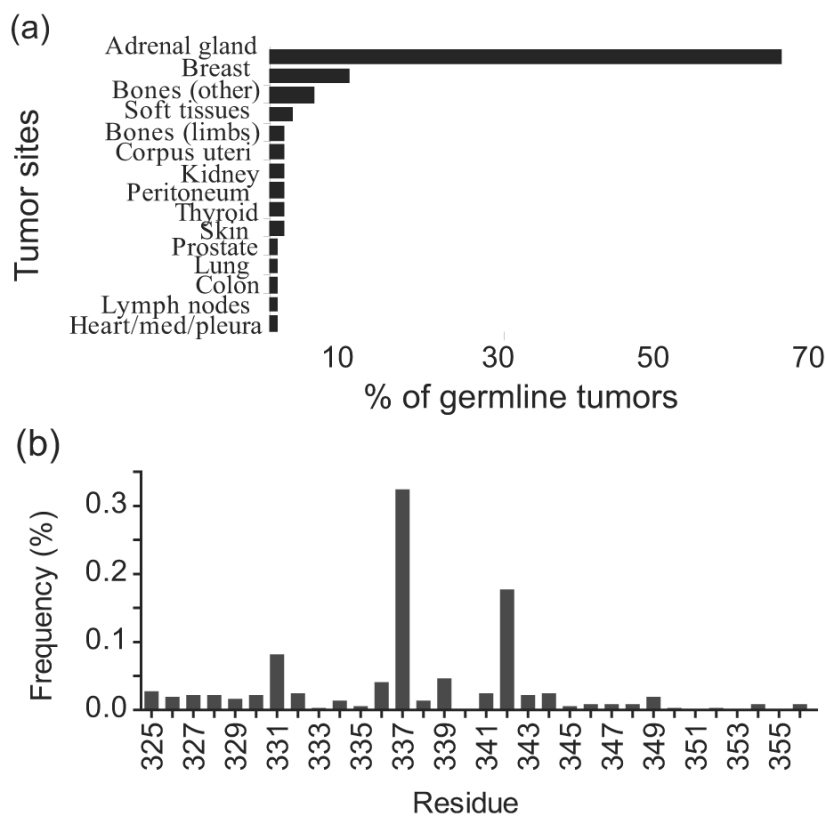 (a)
Tumor sites
Adrenal gland
Breast
Bones (other)
Soft tissues
Bones (limbs)
Corpus uteri
Kidney
Peritoneum
Thyroid
Skin
Prostate
Lung
Colon
Lymph nodes
Heart/med/pleura
10 30 50 70
% of germline tumors
(b)
Frequency (%)
0.3
0.2
0.1
0.0
325 327 329 331 333 335 337 339 341 343 345 347 349 351 353 355
Residue